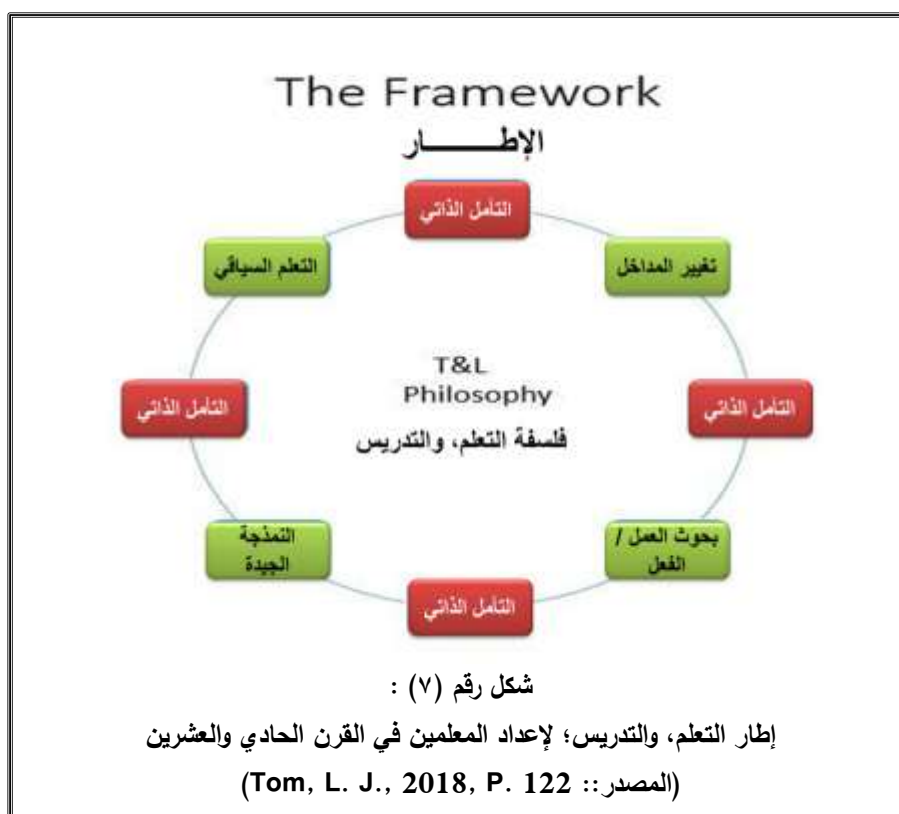 The Framework
الإطـــــــــار
التأمل الذاتي
تغيير المداخل
التعلم السياقي
T&L
Philosophy
فلسفة التعلم، والتدريس
التأمل الذاتي
التأمل الذاتي
بحوث العمل /
الفعل
النمذجة
الجيدة
التأمل الذاتي
شكل رقم (٧) :
إطار التعلم، والتدريس؛ لإعداد المعلمين في القرن الحادي والعشرين
(المصدر:: Tom, L. J., 2018, P. 122)